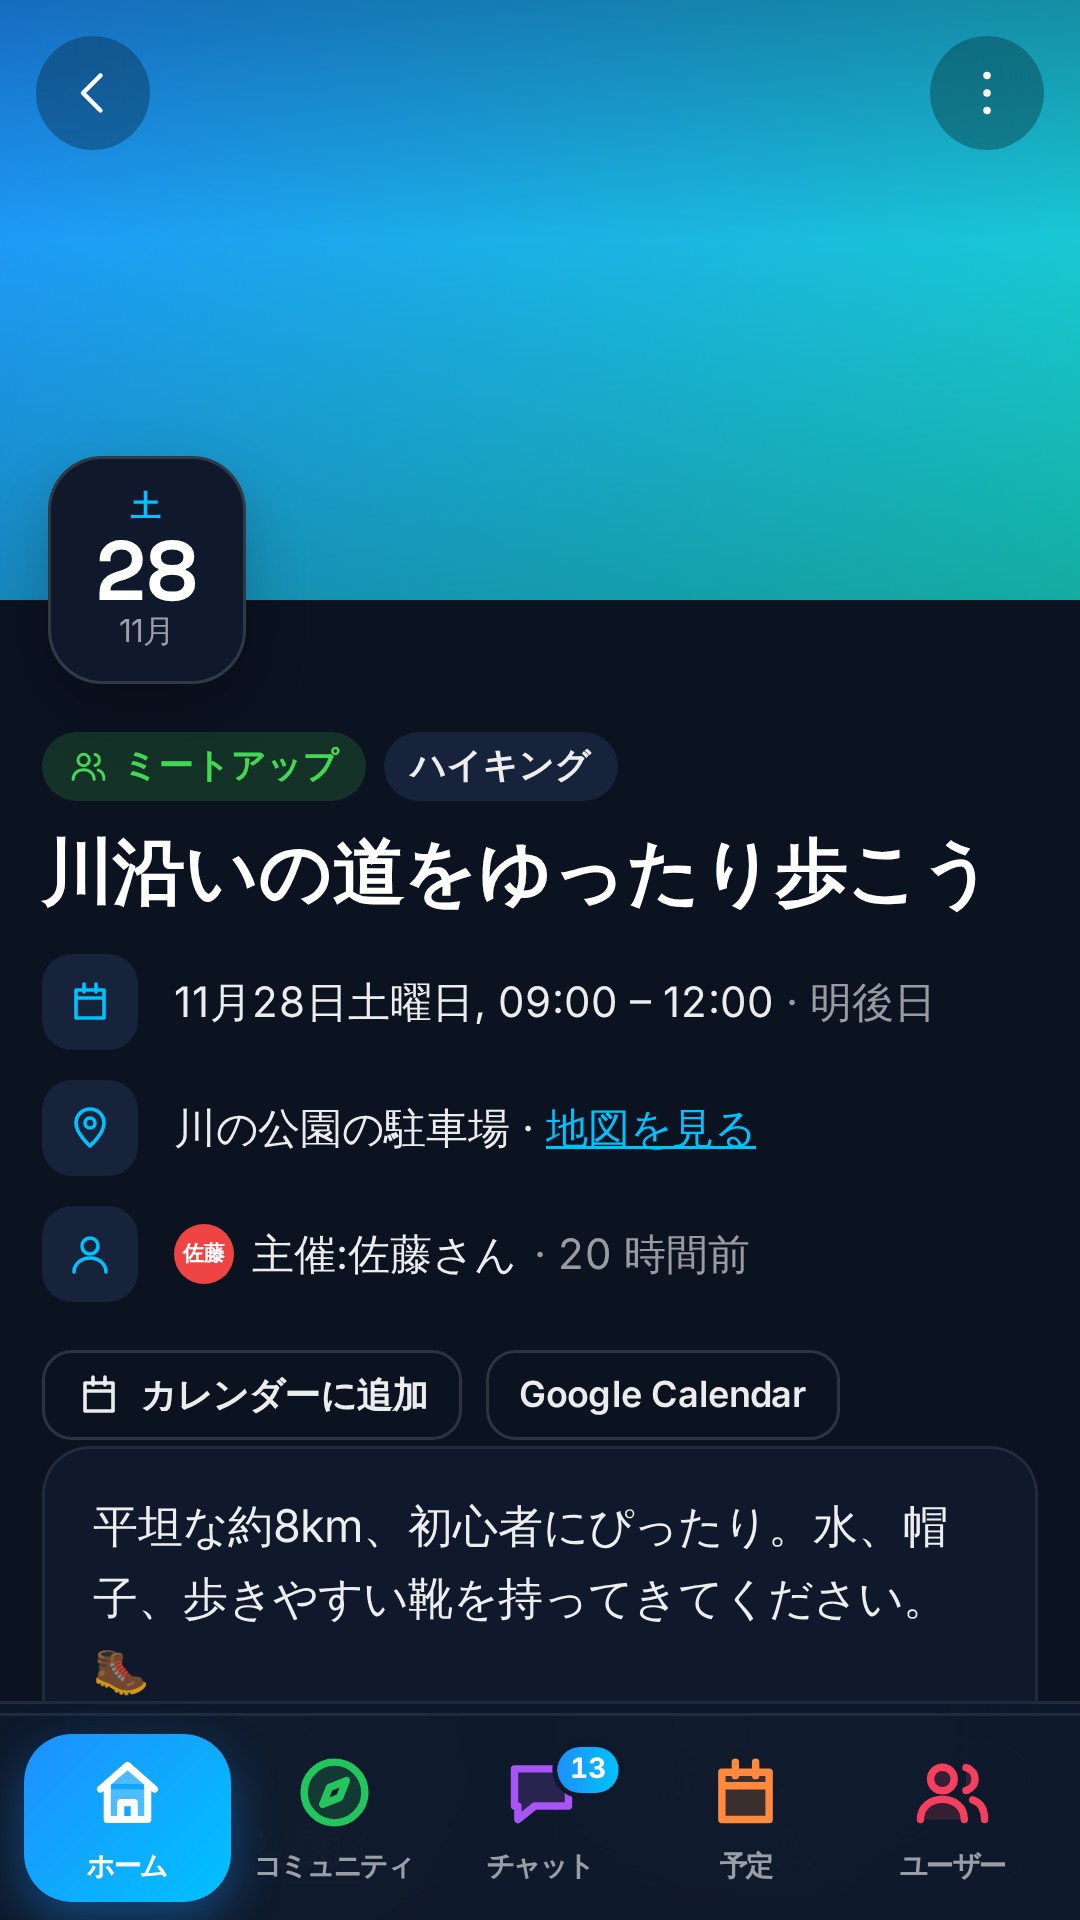 土
28
11月
ミートアップ
ハイキング
川沿いの道をゆったり歩こう
11月28日土曜日, 09:00 – 12:00 · 明後日
川の公園の駐車場 · 地図を見る
佐藤 主催:佐藤さん · 20 時間前
カレンダーに追加
Google Calendar
平坦な約8km、初心者にぴったり。水、帽
子、歩きやすい靴を持ってきてください。
🥾
13
ホーム
コミュニティ
チャット
予定
ユーザー